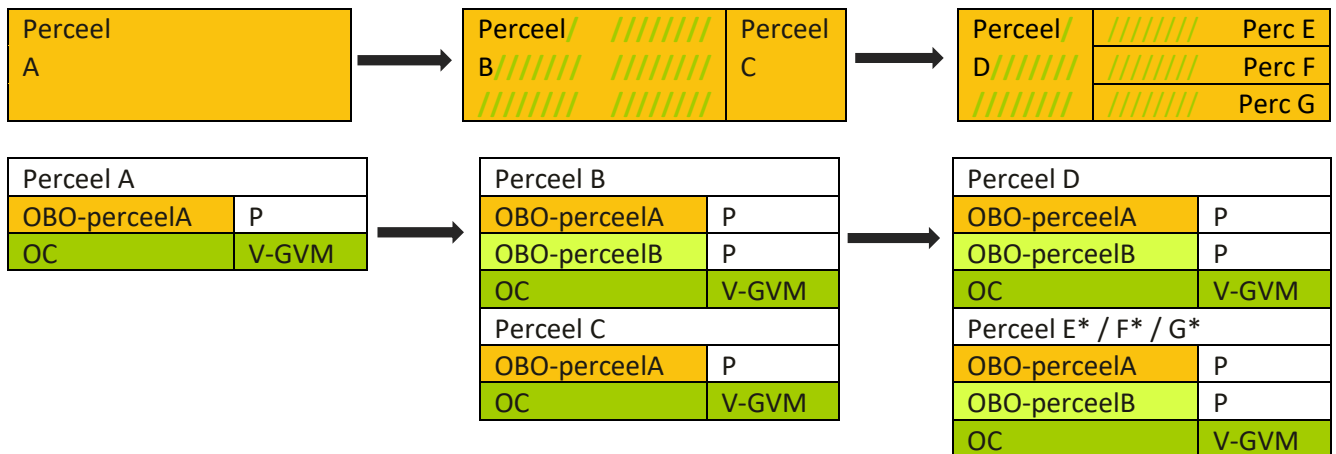 Perceel
A
Perceel/ ////////
B/////// ////////
//////// ////////
Perceel
C
Perceel/
D///////
////////
//////// Perc E
//////// Perc F
//////// Perc G
Perceel A
OBO-perceelA P
OC V-GVM
Perceel B
OBO-perceelA P
OBO-perceelB P
OC V-GVM
Perceel C
OBO-perceelA P
OC V-GVM
Perceel D
OBO-perceelA P
OBO-perceelB P
OC V-GVM
Perceel E* / F* / G*
OBO-perceelA P
OBO-perceelB P
OC V-GVM